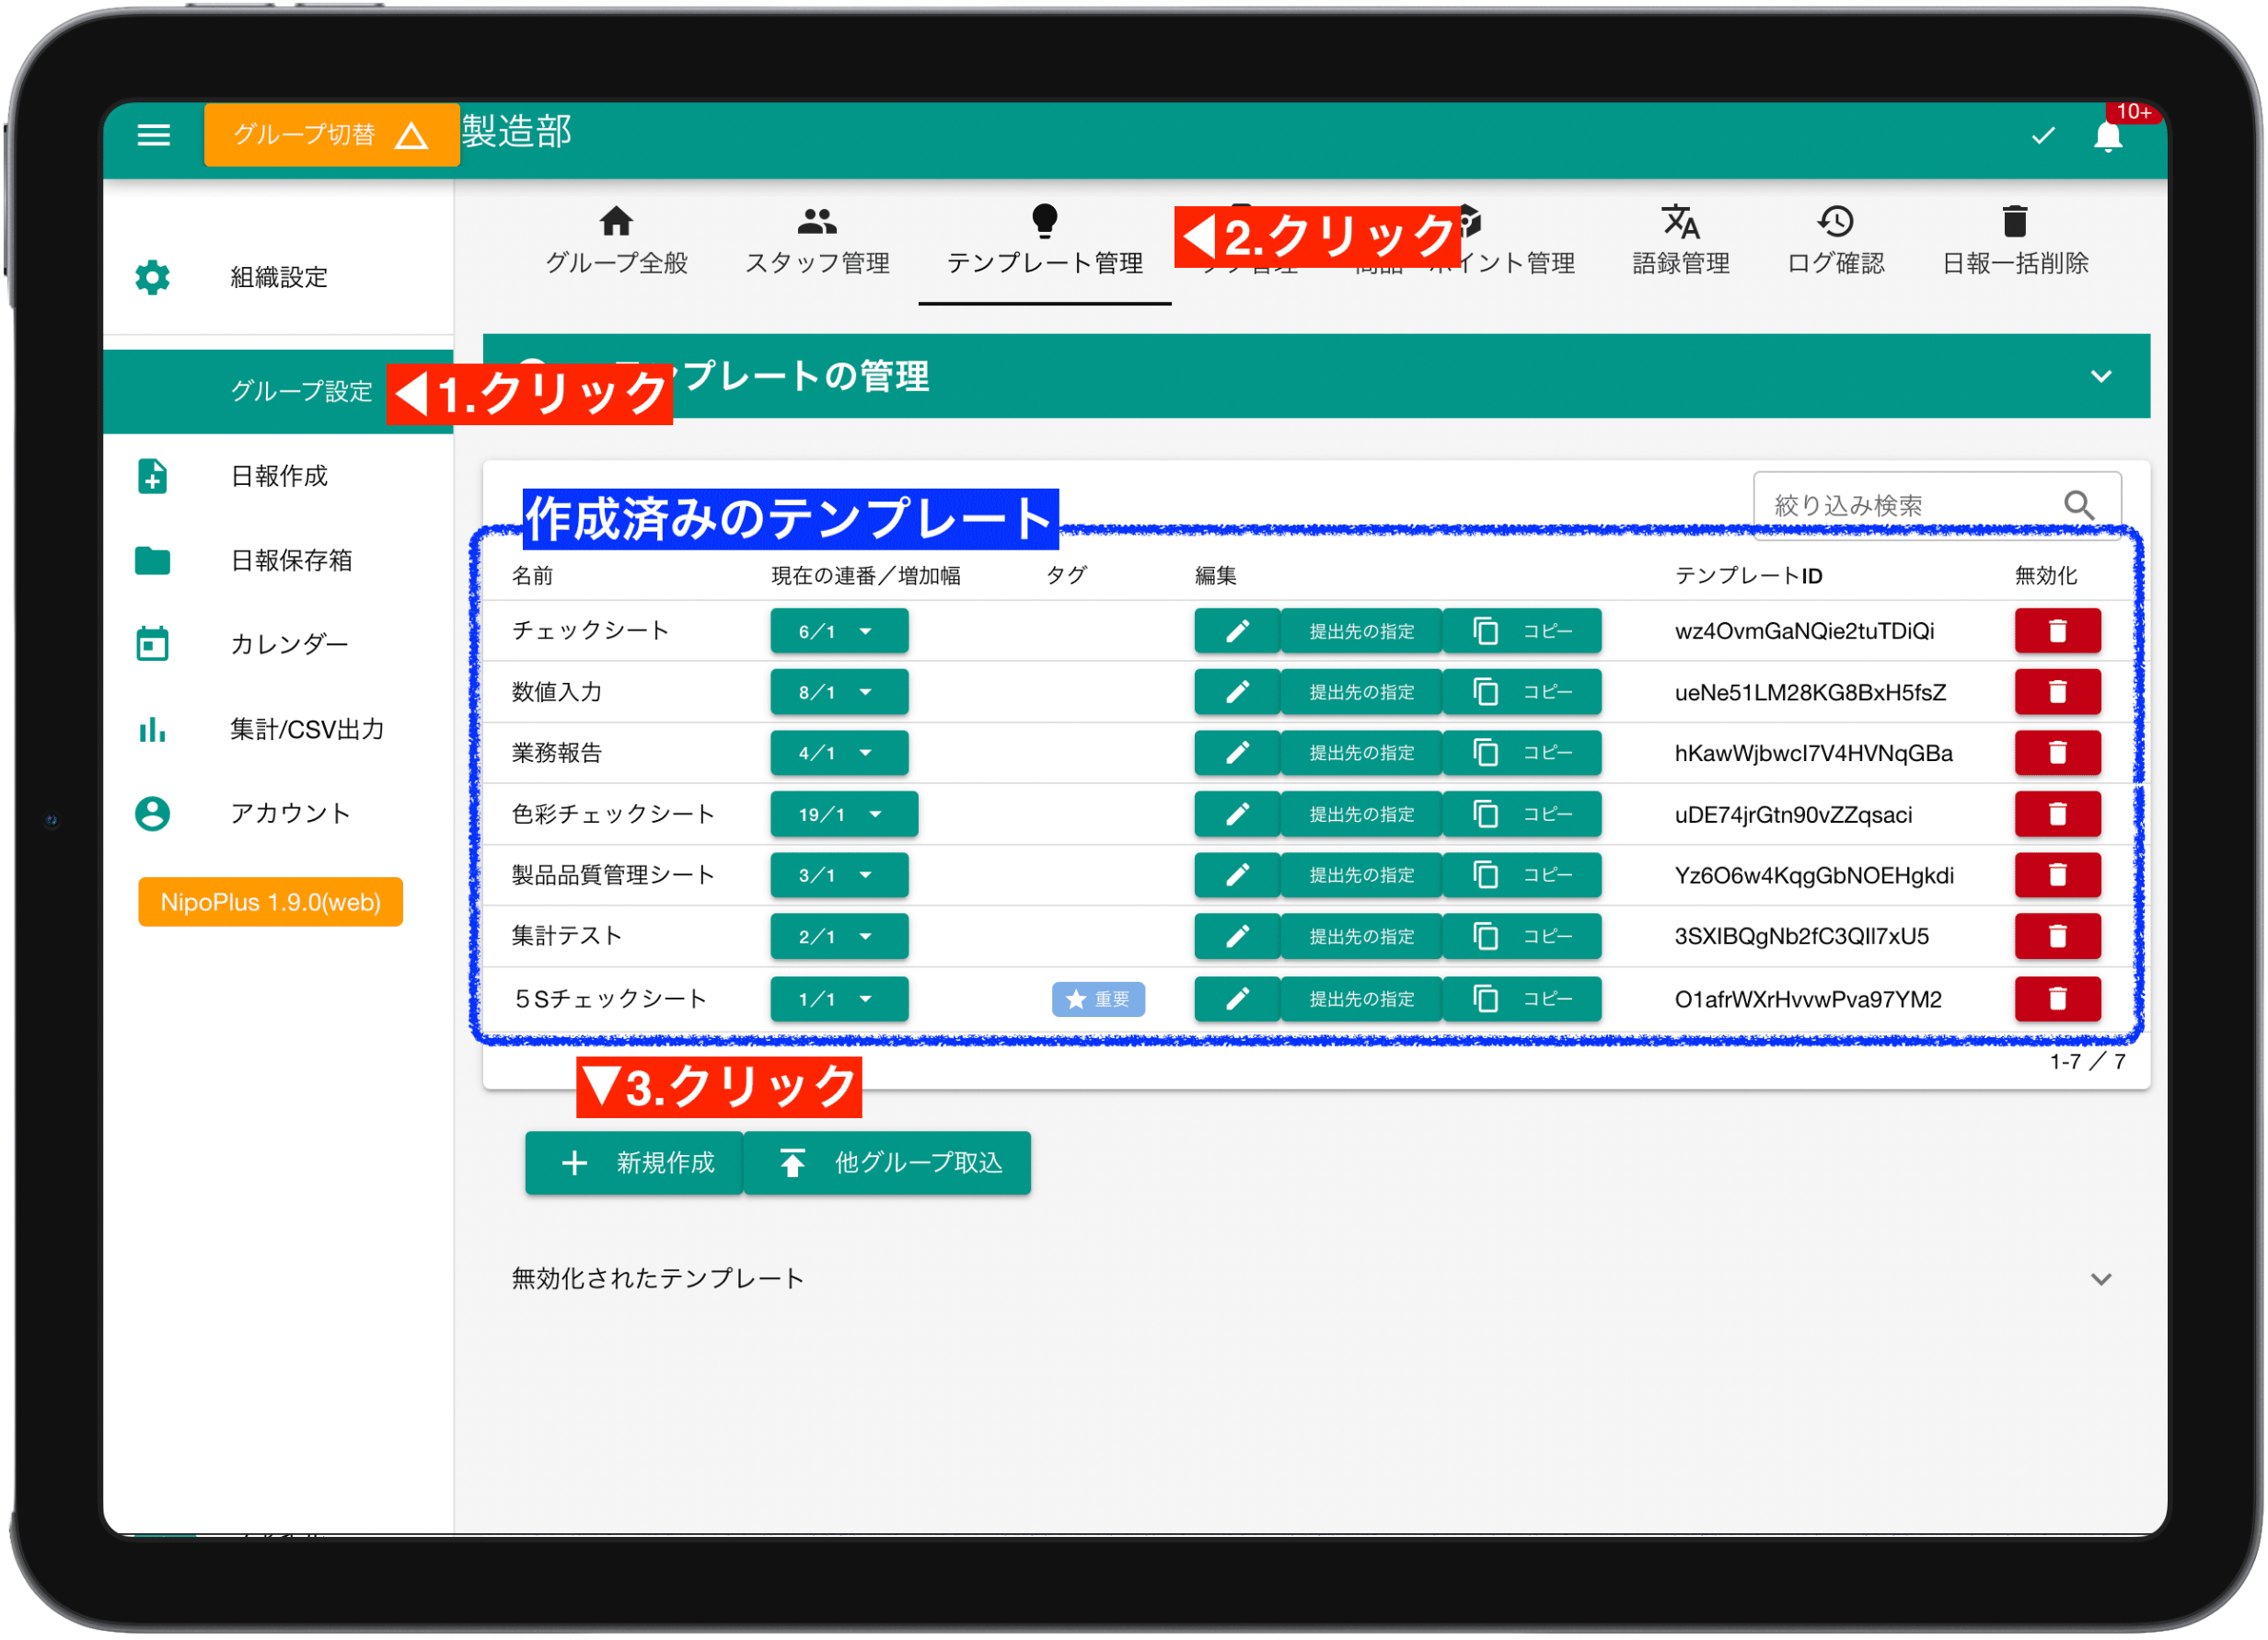 グループ切替 製造部 10+
グループ全般 スタッフ管理 テンプレート管理 ◀2.クリック イント管理 語録管理 ログ確認 日報一括削除
組織設定
プレートの管理
グループ設定 ◀1.クリック
日報作成
日報保存箱
カレンダー
集計/CSV出力
アカウント
NipoPlus 1.9.0(web)
絞り込み検索
作成済みのテンプレート
名前 現在の連番／増加幅 タグ 編集 テンプレートID 無効化
チェックシート 6／1 提出先の指定 コピー wz4OvmGaNQie2tuTDiQi
数値入力 8／1 提出先の指定 コピー ueNe51LM28KG8BxH5fsZ
業務報告 4／1 提出先の指定 コピー hKawWjbwcI7V4HVNqGBa
色彩チェックシート 19／1 提出先の指定 コピー uDE74jrGtn90vZZqsaci
製品品質管理シート 3／1 提出先の指定 コピー Yz6O6w4KqgGbNOEHgkdi
集計テスト 2／1 提出先の指定 コピー 3SXIBQgNb2fC3QIl7xU5
５Sチェックシート 1／1 重要 提出先の指定 コピー O1afrWXrHvvwPva97YM2
1-7 ／ 7
▼3.クリック
新規作成 他グループ取込
無効化されたテンプレート